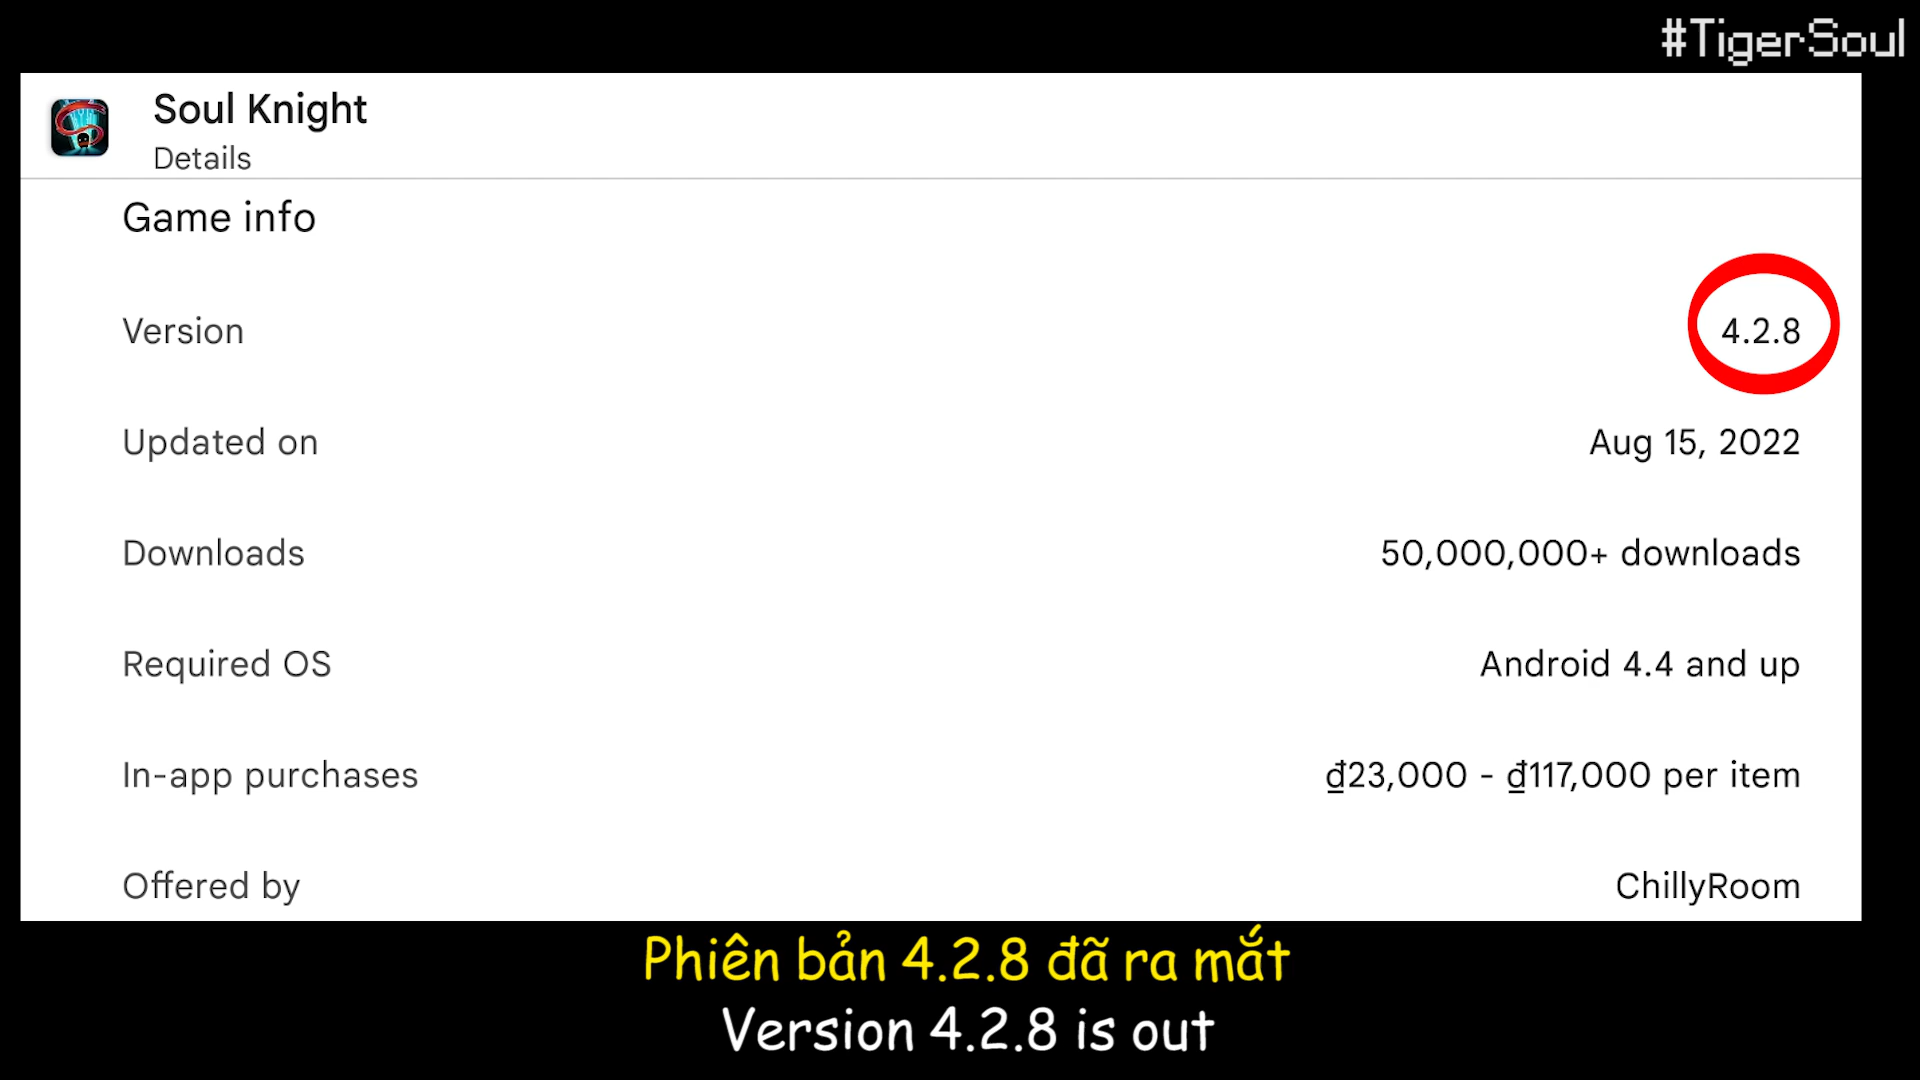 #TigerSoul
Soul Knight
Details
Game info
Version 4.2.8
Updated on Aug 15, 2022
Downloads 50,000,000+ downloads
Required OS Android 4.4 and up
In-app purchases ₫23,000 - ₫117,000 per item
Offered by ChillyRoom
Phiên bản 4.2.8 đã ra mắt
Version 4.2.8 is out